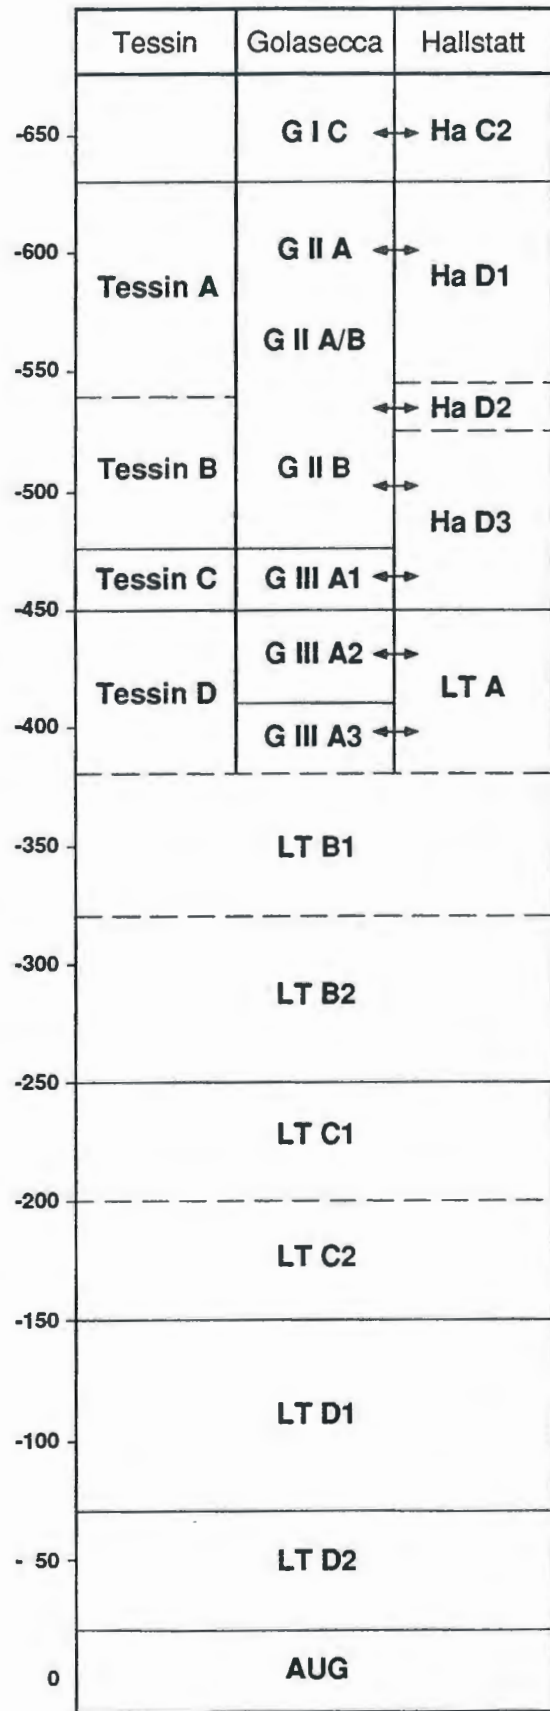 Tessin Golasecca Hallstatt
-650 G I C Ha C2
-600 G II A
Tessin A Ha D1
G II A/B
-550
Ha D2
Tessin B G II B
-500
Ha D3
Tessin C G III A1
-450
G III A2
Tessin D LT A
-400 G III A3
-350 LT B1
-300
LT B2
-250
LT C1
-200
LT C2
-150
LT D1
-100
- 50 LT D2
0 AUG